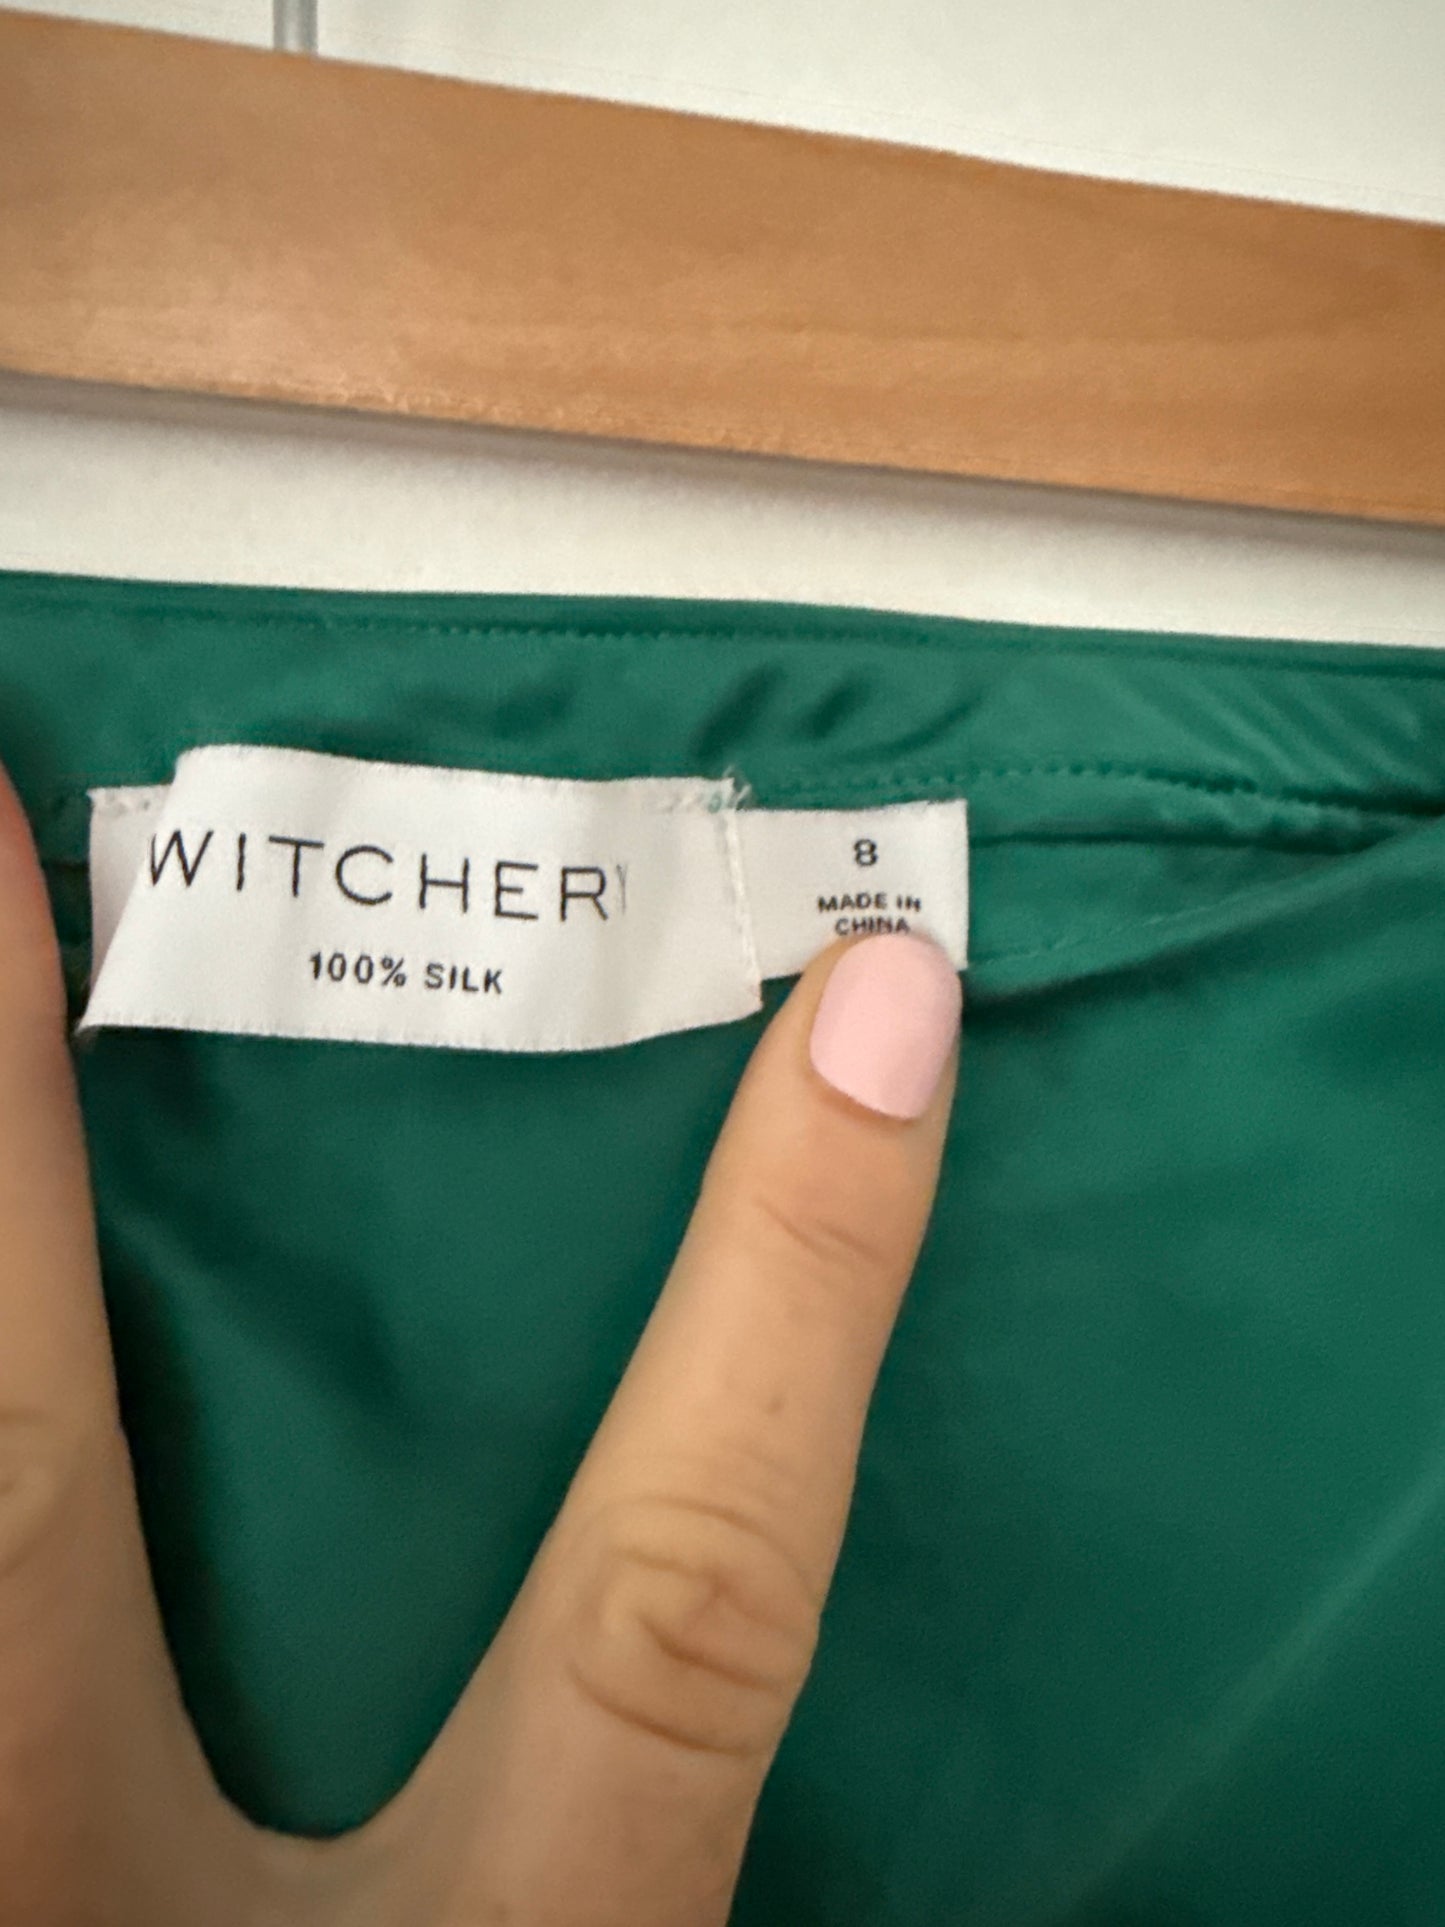 WITCHERY
100% SILK
8
MADE IN
CHINA